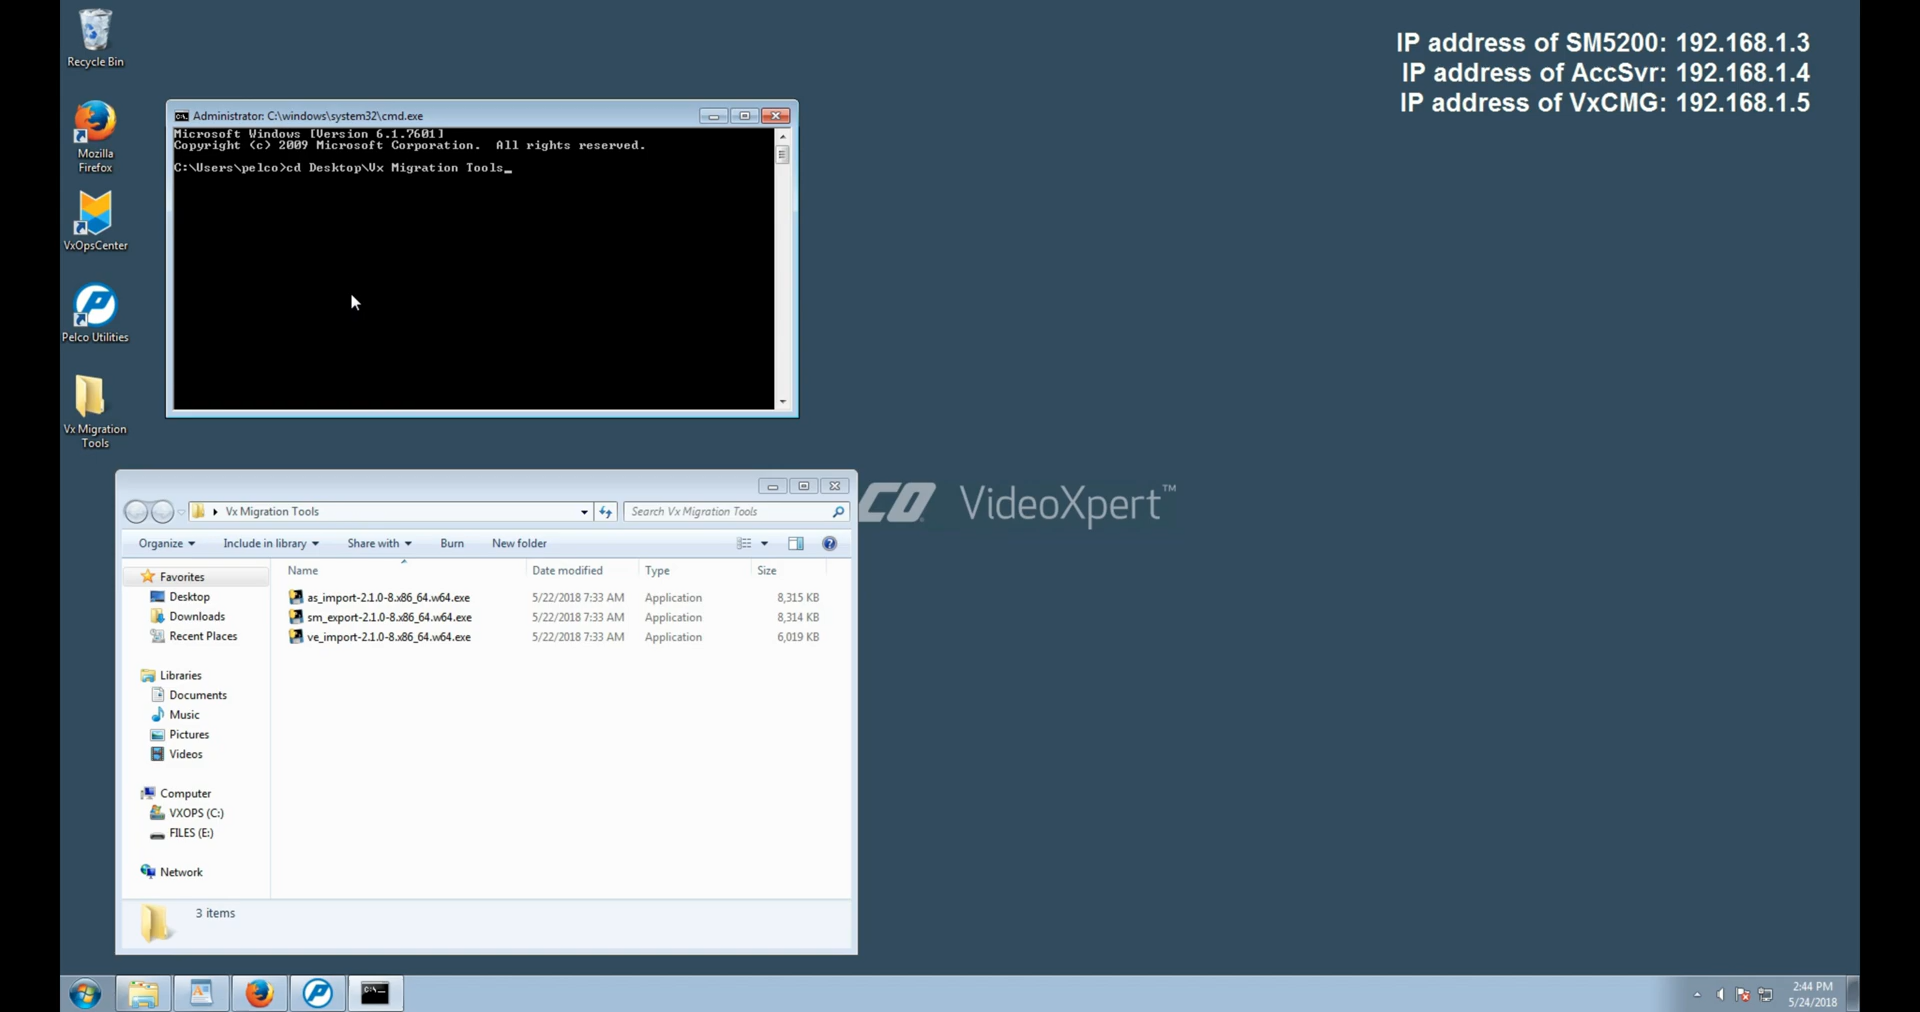 IP address of SM5200: 192.168.1.3
IP address of AccSvr: 192.168.1.4
IP address of VxCMG: 192.168.1.5
Recycle Bin
Mozilla
Firefox
VxOpsCenter
Pelco Utilities
Vx Migration
Tools
Administrator: C:\windows\system32\cmd.exe
Microsoft Windows [Version 6.1.7601]
Copyright (c) 2009 Microsoft Corporation.  All rights reserved.
C:\Users\pelco>cd Desktop\Vx Migration Tools_
CO VideoXpert™
Vx Migration Tools
Search Vx Migration Tools
Organize Include in library Share with Burn New folder
Name Date modified Type Size
as_import-2.1.0-8.x86_64.w64.exe 5/22/2018 7:33 AM Application 8,315 KB
sm_export-2.1.0-8.x86_64.w64.exe 5/22/2018 7:33 AM Application 8,314 KB
ve_import-2.1.0-8.x86_64.w64.exe 5/22/2018 7:33 AM Application 6,019 KB
Favorites
Desktop
Downloads
Recent Places
Libraries
Documents
Music
Pictures
Videos
Computer
VXOPS (C:)
FILES (E:)
Network
3 items
2:44 PM
5/24/2018